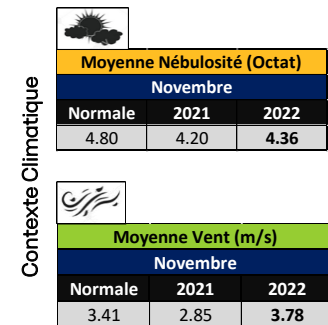 Contexte Climatique
Moyenne Nébulosité (Octat)
Novembre
Normale 2021 2022
4.80 4.20 4.36
Moyenne Vent (m/s)
Novembre
Normale 2021 2022
3.41 2.85 3.78